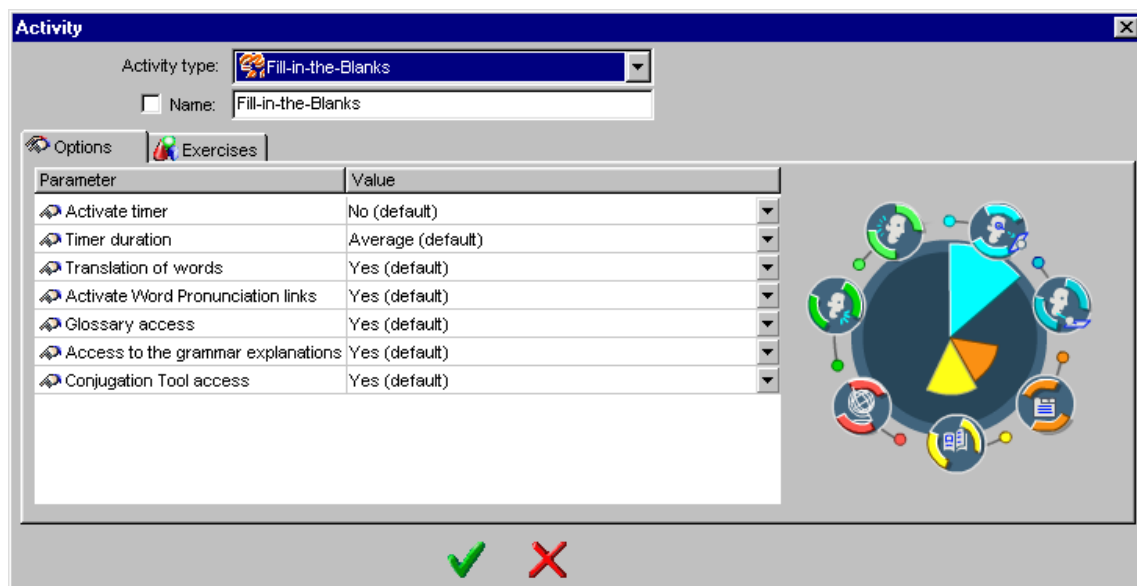 Activity
Activity type: Fill-in-the-Blanks
Name: Fill-in-the-Blanks
Options Exercises
Parameter Value
Activate timer No (default)
Timer duration Average (default)
Translation of words Yes (default)
Activate Word Pronunciation links Yes (default)
Glossary access Yes (default)
Access to the grammar explanations Yes (default)
Conjugation Tool access Yes (default)